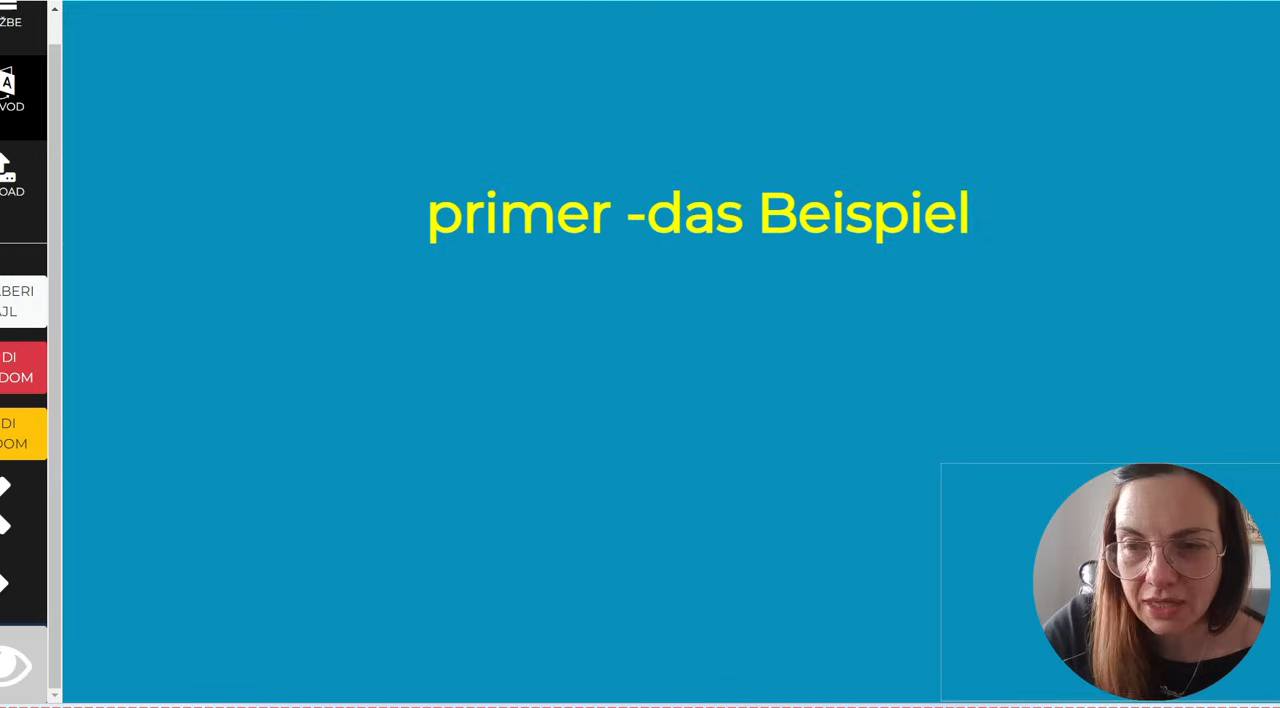 ŽBE
A
VOD
OAD
BERI
JL
DI
DOM
DI
DOM
primer -das Beispiel